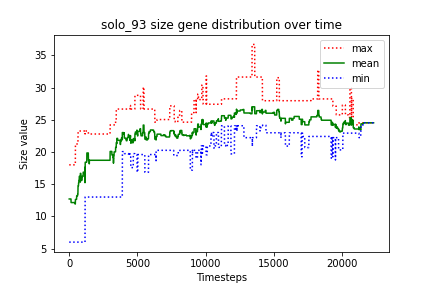 solo_93 size gene distribution over time
Size value
35
30
25
20
15
10
5
max
mean
min
0
5000
10000
15000
20000
Timesteps